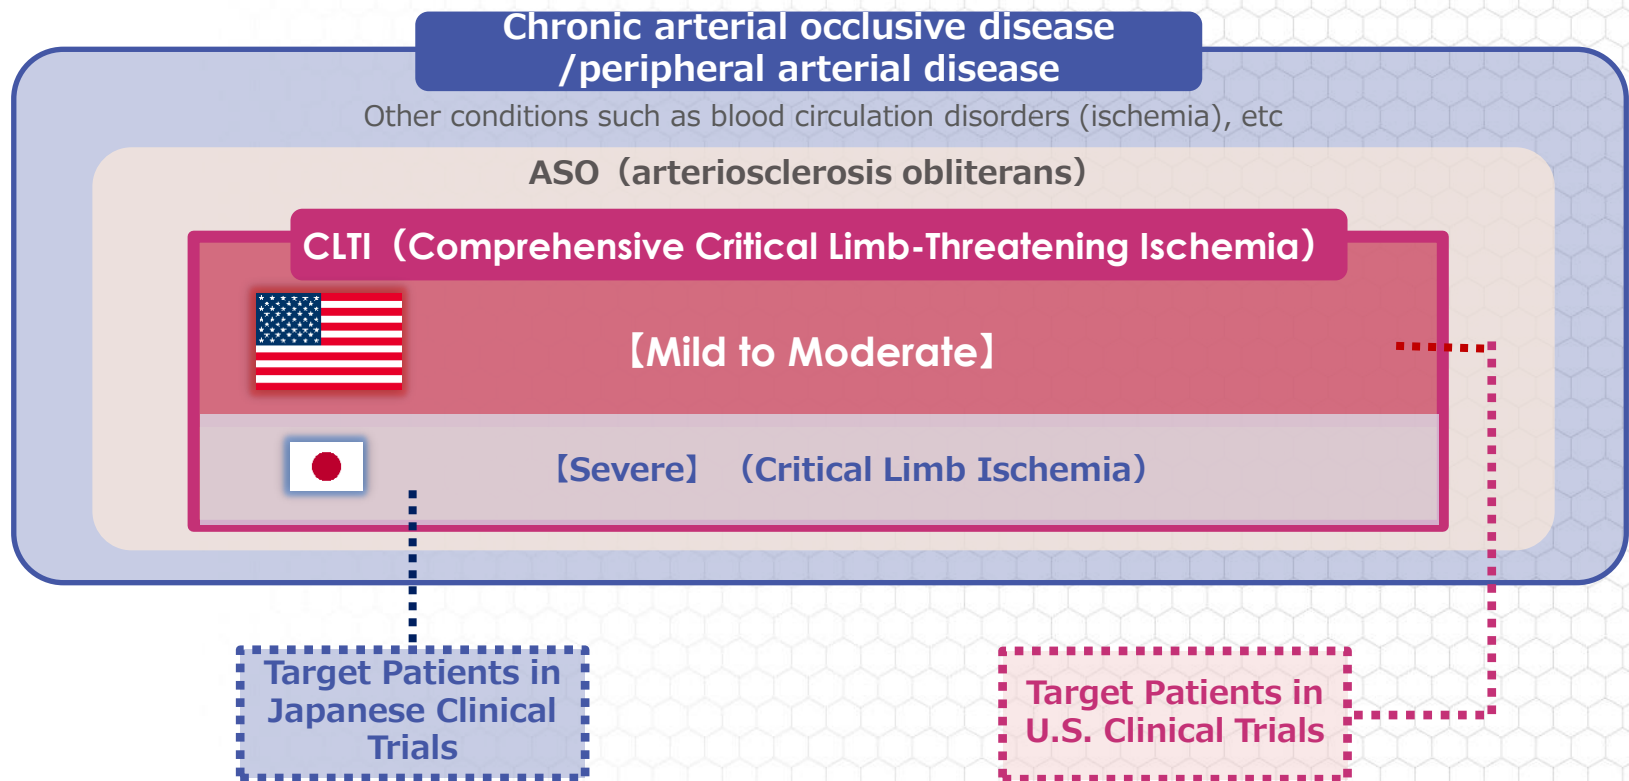 Chronic arterial occlusive disease
/peripheral arterial disease
Other conditions such as blood circulation disorders (ischemia), etc
ASO（arteriosclerosis obliterans）
CLTI（Comprehensive Critical Limb-Threatening Ischemia）
【Mild to Moderate】
【Severe】（Critical Limb Ischemia）
Target Patients in
Japanese Clinical
Trials
Target Patients in
U.S. Clinical Trials